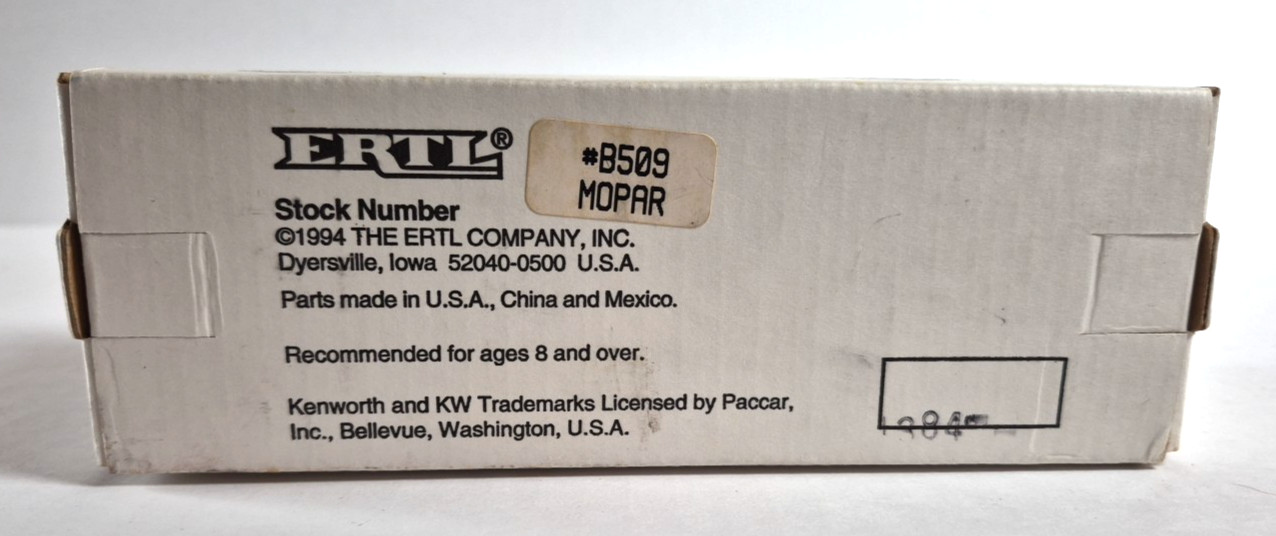 ERTL®
#B509
MOPAR
Stock Number
©1994 THE ERTL COMPANY, INC.
Dyersville, Iowa 52040-0500 U.S.A.
Parts made in U.S.A., China and Mexico.
Recommended for ages 8 and over.
Kenworth and KW Trademarks Licensed by Paccar,
Inc., Bellevue, Washington, U.S.A.